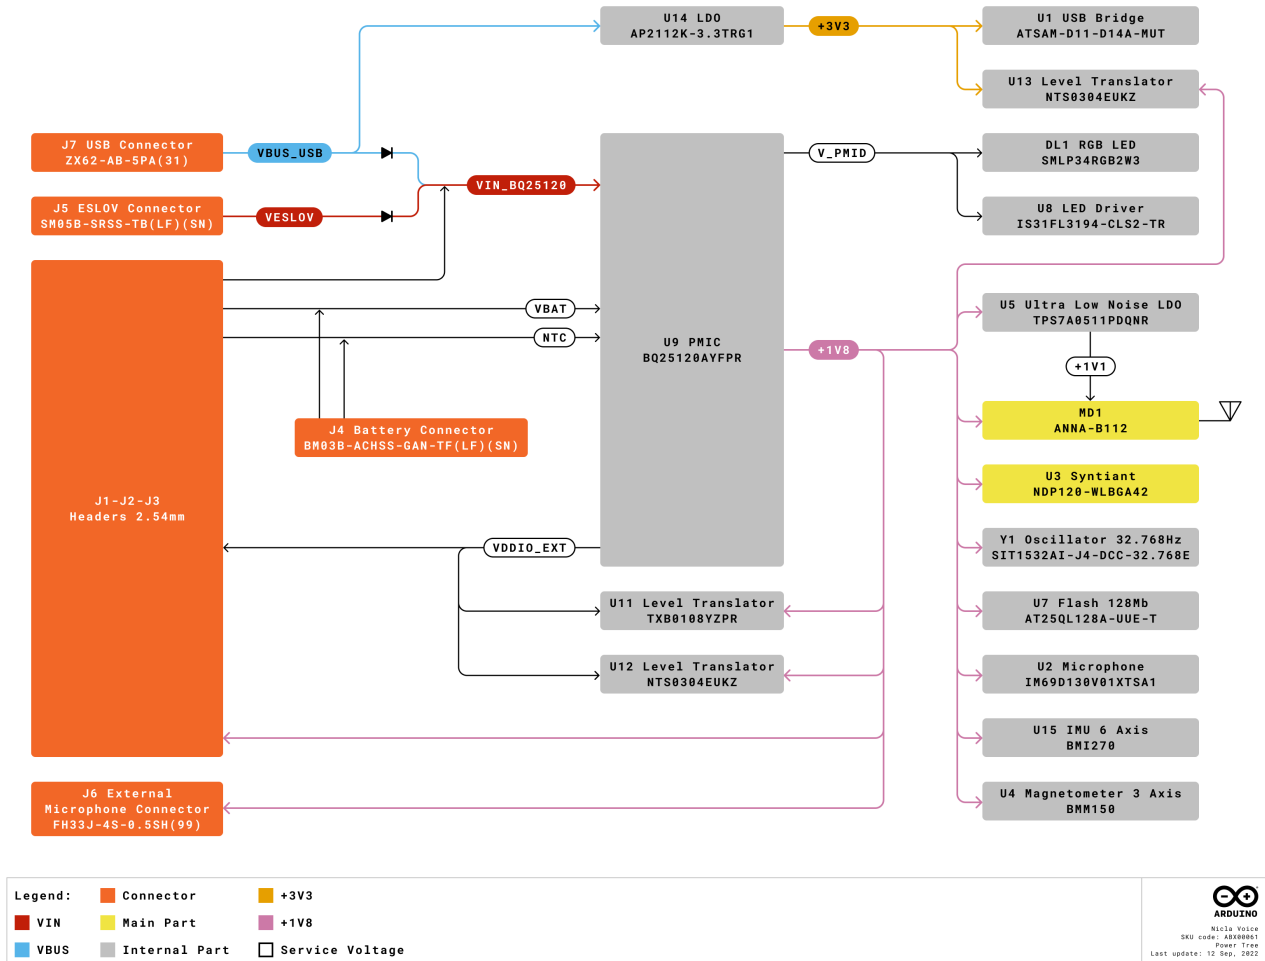 U14 LDO
AP2112K-3.3TRG1
+3V3
U1 USB Bridge
ATSAM-D11-D14A-MUT
U13 Level Translator
NTS0304EUKZ
J7 USB Connector
ZX62-AB-5PA(31)
VBUS_USB
V_PMID
DL1 RGB LED
SMLP34RGB2W3
VIN_BQ25120
J5 ESLOV Connector
SM05B-SRSS-TB(LF)(SN)
VESLOV
U8 LED Driver
IS31FL3194-CLS2-TR
VBAT
NTC
U9 PMIC
BQ25120AYFPR
+1V8
U5 Ultra Low Noise LDO
TPS7A0511PDQNR
+1V1
J4 Battery Connector
BM03B-ACHSS-GAN-TF(LF)(SN)
MD1
ANNA-B112
U3 Syntiant
NDP120-WLBGA42
J1-J2-J3
Headers 2.54mm
VDDIO_EXT
Y1 Oscillator 32.768Hz
SIT1532AI-J4-DCC-32.768E
U11 Level Translator
TXB0108YZPR
U7 Flash 128Mb
AT25QL128A-UUE-T
U12 Level Translator
NTS0304EUKZ
U2 Microphone
IM69D130V01XTSA1
U15 IMU 6 Axis
BMI270
J6 External
Microphone Connector
FH33J-4S-0.5SH(99)
U4 Magnetometer 3 Axis
BMM150
Legend:
Connector
+3V3
VIN
Main Part
+1V8
VBUS
Internal Part
Service Voltage
ARDUINO
Nicla Voice
SKU code: ABX00061
Power Tree
Last update: 12 Sep, 2022